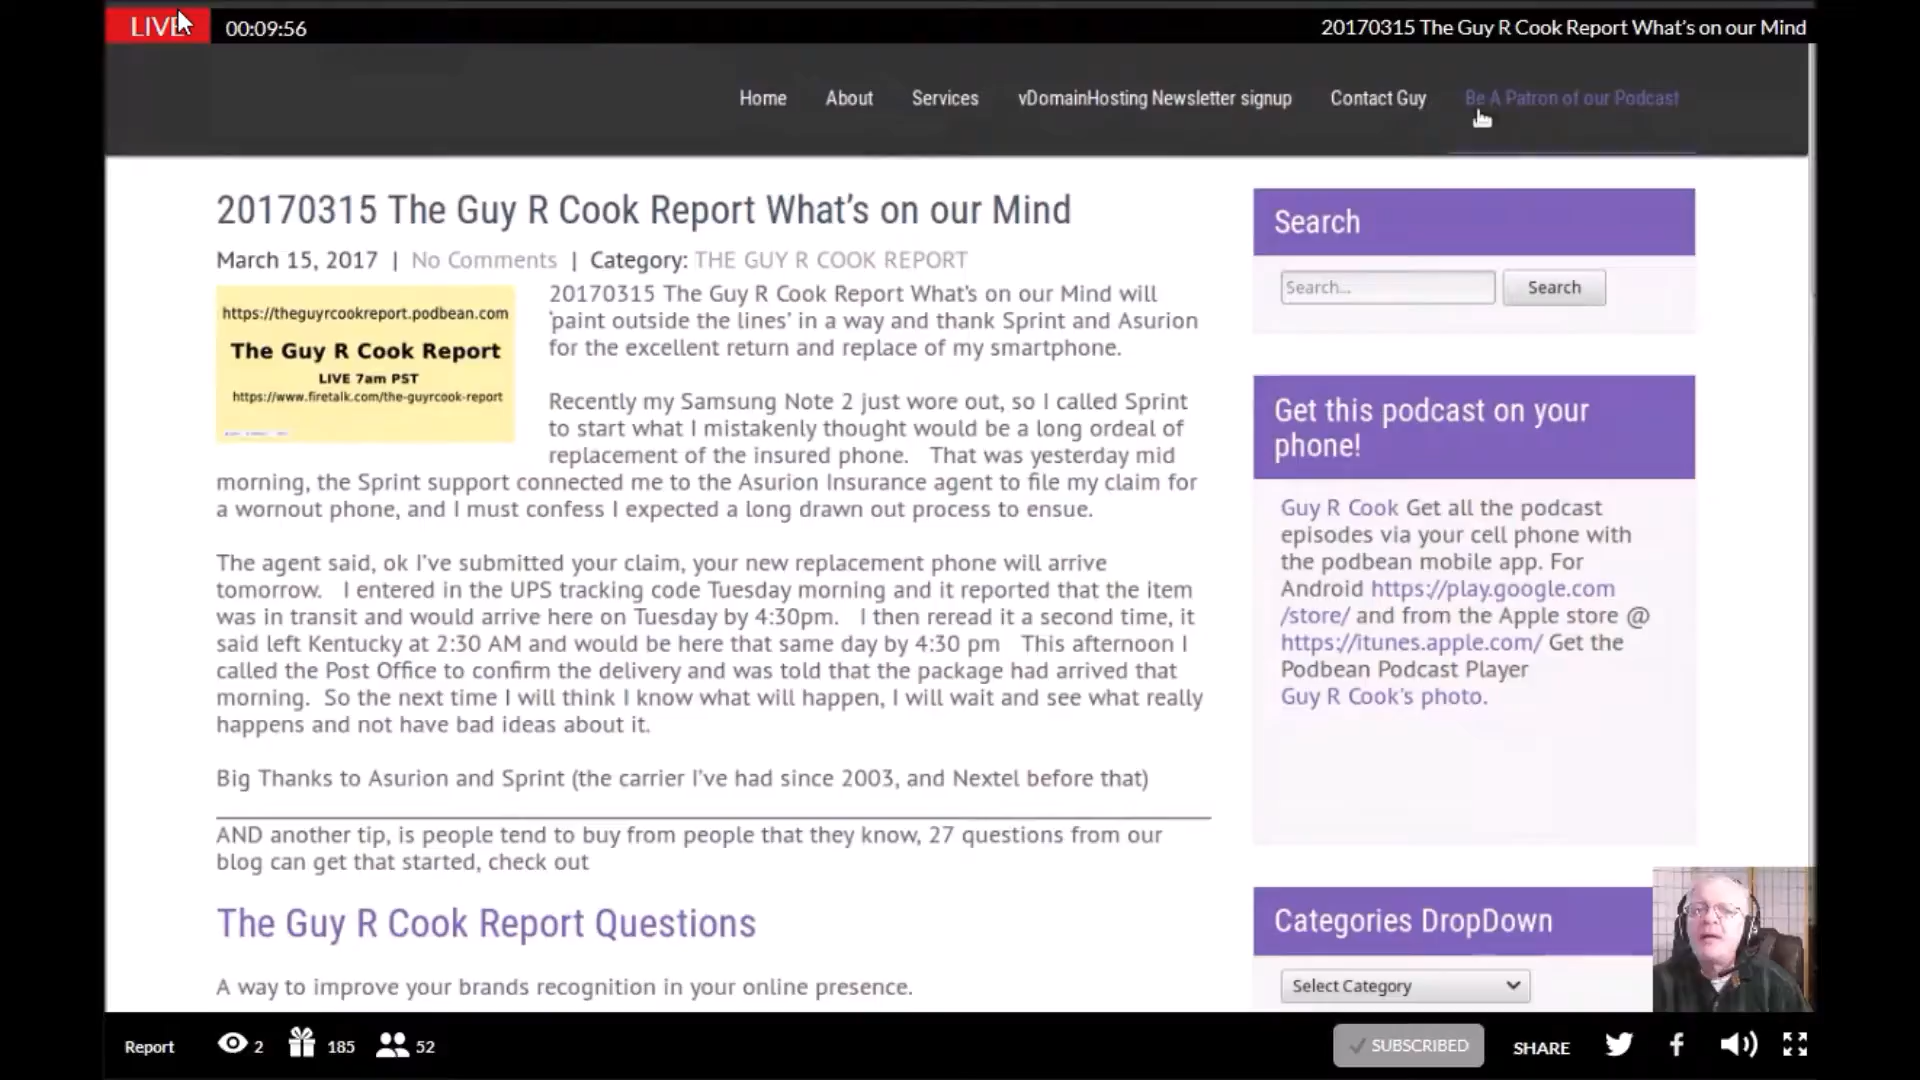 LIVE 00:09:56 20170315 The Guy R Cook Report What's on our Mind
Home About Services vDomainHosting Newsletter signup Contact Guy Be A Patron of our Podcast
20170315 The Guy R Cook Report What's on our Mind
March 15, 2017 | No Comments | Category: THE GUY R COOK REPORT
https://theguyrcookreport.podbean.com
The Guy R Cook Report
LIVE 7am PST
https://www.firetalk.com/the-guyrcook-report
20170315 The Guy R Cook Report What's on our Mind will
'paint outside the lines' in a way and thank Sprint and Asurion
for the excellent return and replace of my smartphone.
Recently my Samsung Note 2 just wore out, so I called Sprint
to start what I mistakenly thought would be a long ordeal of
replacement of the insured phone. That was yesterday mid
morning, the Sprint support connected me to the Asurion Insurance agent to file my claim for
a wornout phone, and I must confess I expected a long drawn out process to ensue.
The agent said, ok I've submitted your claim, your new replacement phone will arrive
tomorrow. I entered in the UPS tracking code Tuesday morning and it reported that the item
was in transit and would arrive here on Tuesday by 4:30pm. I then reread it a second time, it
said left Kentucky at 2:30 AM and would be here that same day by 4:30 pm This afternoon I
called the Post Office to confirm the delivery and was told that the package had arrived that
morning. So the next time I will think I know what will happen, I will wait and see what really
happens and not have bad ideas about it.
Big Thanks to Asurion and Sprint (the carrier I've had since 2003, and Nextel before that)
AND another tip, is people tend to buy from people that they know, 27 questions from our
blog can get that started, check out
The Guy R Cook Report Questions
A way to improve your brands recognition in your online presence.
Search
Search... Search
Get this podcast on your
phone!
Guy R Cook Get all the podcast
episodes via your cell phone with
the podbean mobile app. For
Android https://play.google.com
/store/ and from the Apple store @
https://itunes.apple.com/ Get the
Podbean Podcast Player
Guy R Cook's photo.
Categories DropDown
Select Category
Report 2 185 52 SUBSCRIBED SHARE